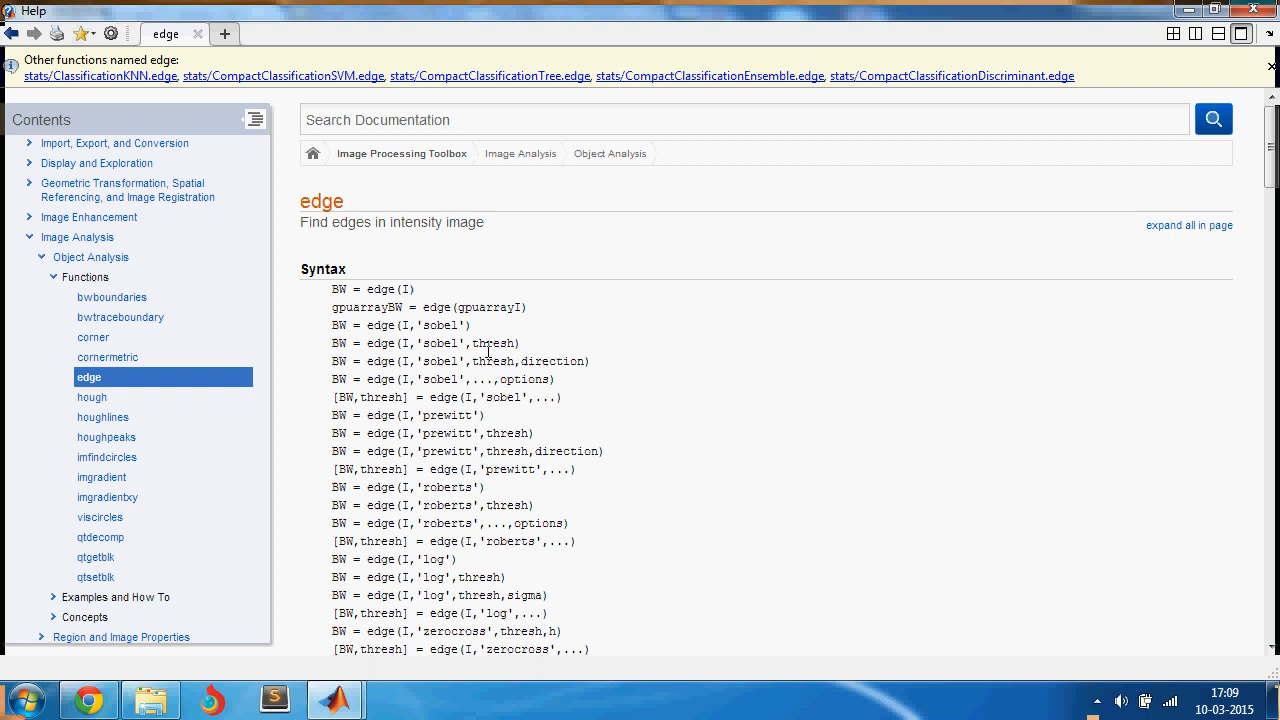 Help
edge
Other functions named edge:
stats/ClassificationKNN.edge, stats/CompactClassificationSVM.edge, stats/CompactClassificationTree.edge, stats/CompactClassificationEnsemble.edge, stats/CompactClassificationDiscriminant.edge
Contents
Import, Export, and Conversion
Display and Exploration
Geometric Transformation, Spatial
Referencing, and Image Registration
Image Enhancement
Image Analysis
Object Analysis
Functions
bwboundaries
bwtraceboundary
corner
cornermetric
edge
hough
houghlines
houghpeaks
imfindcircles
imgradient
imgradientxy
viscircles
qtdecomp
qtgetblk
qtsetblk
Examples and How To
Concepts
Region and Image Properties
Search Documentation
Image Processing Toolbox
Image Analysis
Object Analysis
edge
Find edges in intensity image
expand all in page
Syntax
BW = edge(I)
gpuarrayBW = edge(gpuarrayI)
BW = edge(I,'sobel')
BW = edge(I,'sobel',thresh)
BW = edge(I,'sobel',thresh,direction)
BW = edge(I,'sobel',...,options)
[BW,thresh] = edge(I,'sobel',...)
BW = edge(I,'prewitt')
BW = edge(I,'prewitt',thresh)
BW = edge(I,'prewitt',thresh,direction)
[BW,thresh] = edge(I,'prewitt',...)
BW = edge(I,'roberts')
BW = edge(I,'roberts',thresh)
BW = edge(I,'roberts',...,options)
[BW,thresh] = edge(I,'roberts',...)
BW = edge(I,'log')
BW = edge(I,'log',thresh)
BW = edge(I,'log',thresh,sigma)
[BW,thresh] = edge(I,'log',...)
BW = edge(I,'zerocross',thresh,h)
[BW,thresh] = edge(I,'zerocross',...)
17:09
10-03-2015